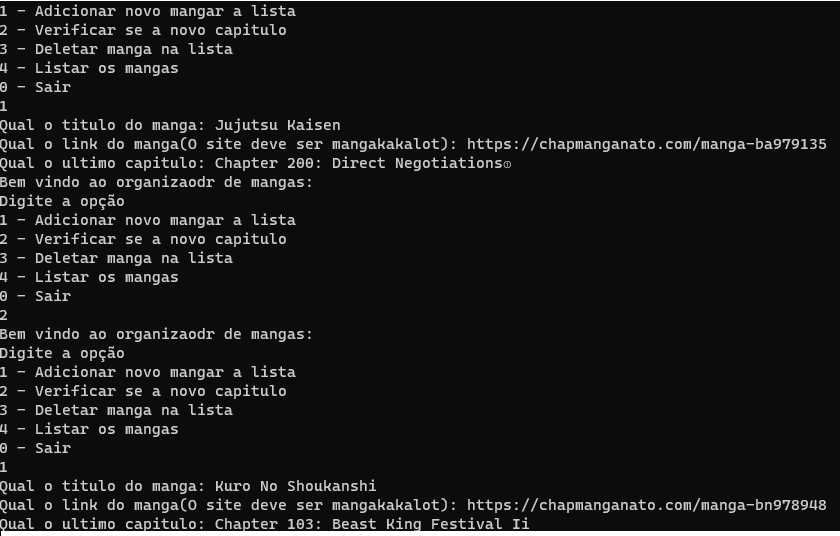 1 - Adicionar novo mangar a lista
2 - Verificar se a novo capitulo
3 - Deletar manga na lista
4 - Listar os mangas
0 - Sair
1
Qual o titulo do manga: Jujutsu Kaisen
Qual o link do manga(O site deve ser mangakakalot): https://chapmanganato.com/manga-ba979135
Qual o ultimo capitulo: Chapter 200: Direct Negotiations
Bem vindo ao organizaodr de mangas:
Digite a opção
1 - Adicionar novo mangar a lista
2 - Verificar se a novo capitulo
3 - Deletar manga na lista
4 - Listar os mangas
0 - Sair
2
Bem vindo ao organizaodr de mangas:
Digite a opção
1 - Adicionar novo mangar a lista
2 - Verificar se a novo capitulo
3 - Deletar manga na lista
4 - Listar os mangas
0 - Sair
1
Qual o titulo do manga: Kuro No Shoukanshi
Qual o link do manga(O site deve ser mangakakalot): https://chapmanganato.com/manga-bn978948
Qual o ultimo capitulo: Chapter 103: Beast King Festival Ii